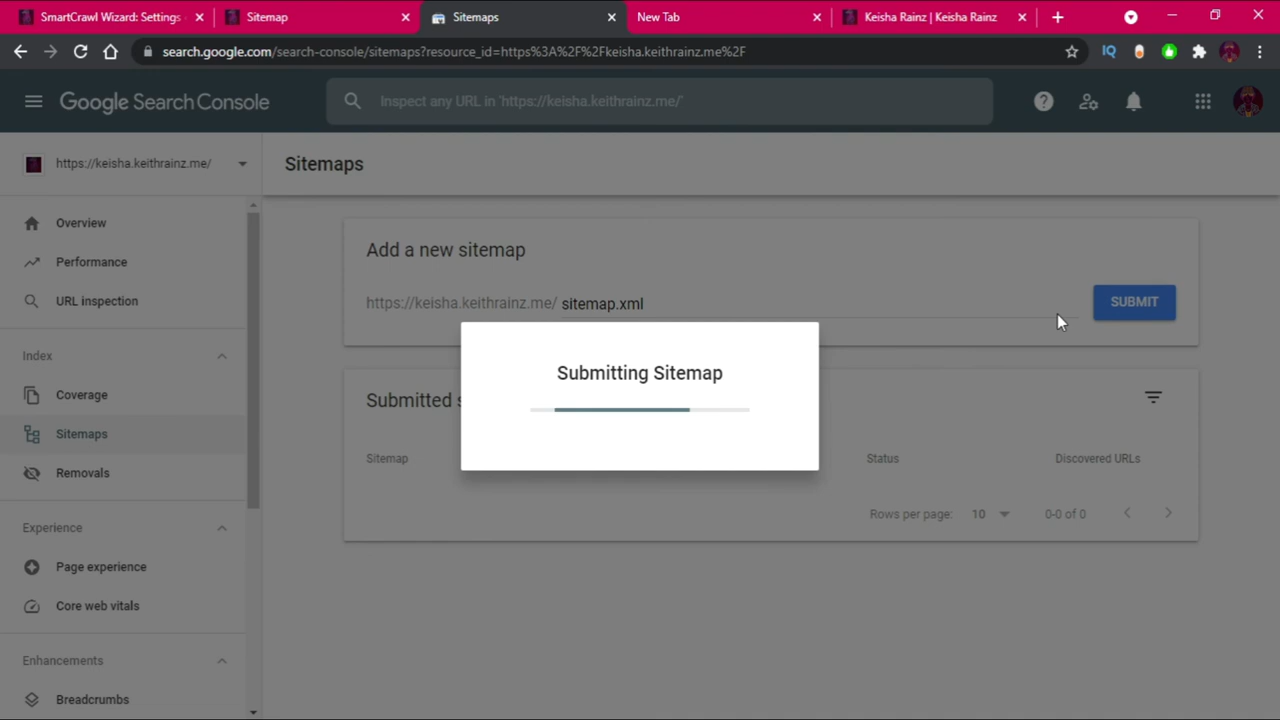 SmartCrawl Wizard: Settings
Sitemap
Sitemaps
New Tab
Keisha Rainz | Keisha Rainz
search.google.com/search-console/sitemaps?resource_id=https%3A%2F%2Fkeisha.keithrainz.me%2F
IQ
Google Search Console
Inspect any URL in 'https://keisha.keithrainz.me/'
https://keisha.keithrainz.me/
Sitemaps
Overview
Performance
URL inspection
Index
Coverage
Sitemaps
Removals
Experience
Page experience
Core web vitals
Enhancements
Breadcrumbs
Add a new sitemap
https://keisha.keithrainz.me/ sitemap.xml
SUBMIT
Submitting Sitemap
Submitted s
Sitemap
Status
Discovered URLs
Rows per page: 10
0-0 of 0